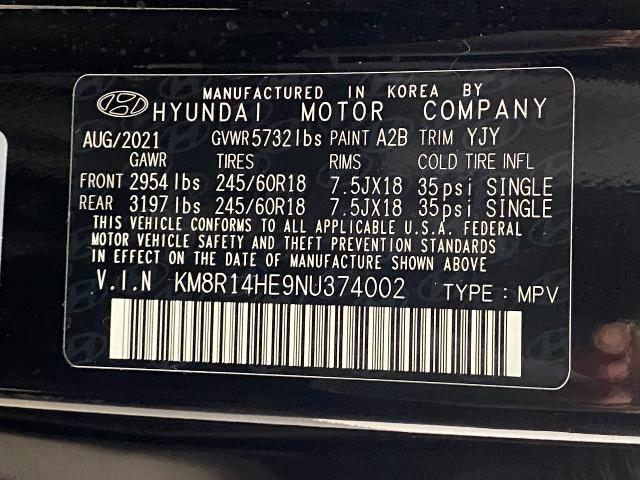 MANUFACTURED IN KOREA BY
HYUNDAI MOTOR COMPANY
AUG/2021 GVWR5732lbs PAINT A2B TRIM YJY
GAWR TIRES RIMS COLD TIRE INFL
FRONT 2954lbs 245/60R18 7.5JX18 35psi SINGLE
REAR 3197lbs 245/60R18 7.5JX18 35psi SINGLE
THIS VEHICLE CONFORMS TO ALL APPLICABLE U.S.A. FEDERAL
MOTOR VEHICLE SAFETY AND THEFT PREVENTION STANDARDS
IN EFFECT ON THE DATE OF MANUFACTURE SHOWN ABOVE.
V.I.N KM8R14HE9NU374002 TYPE : MPV